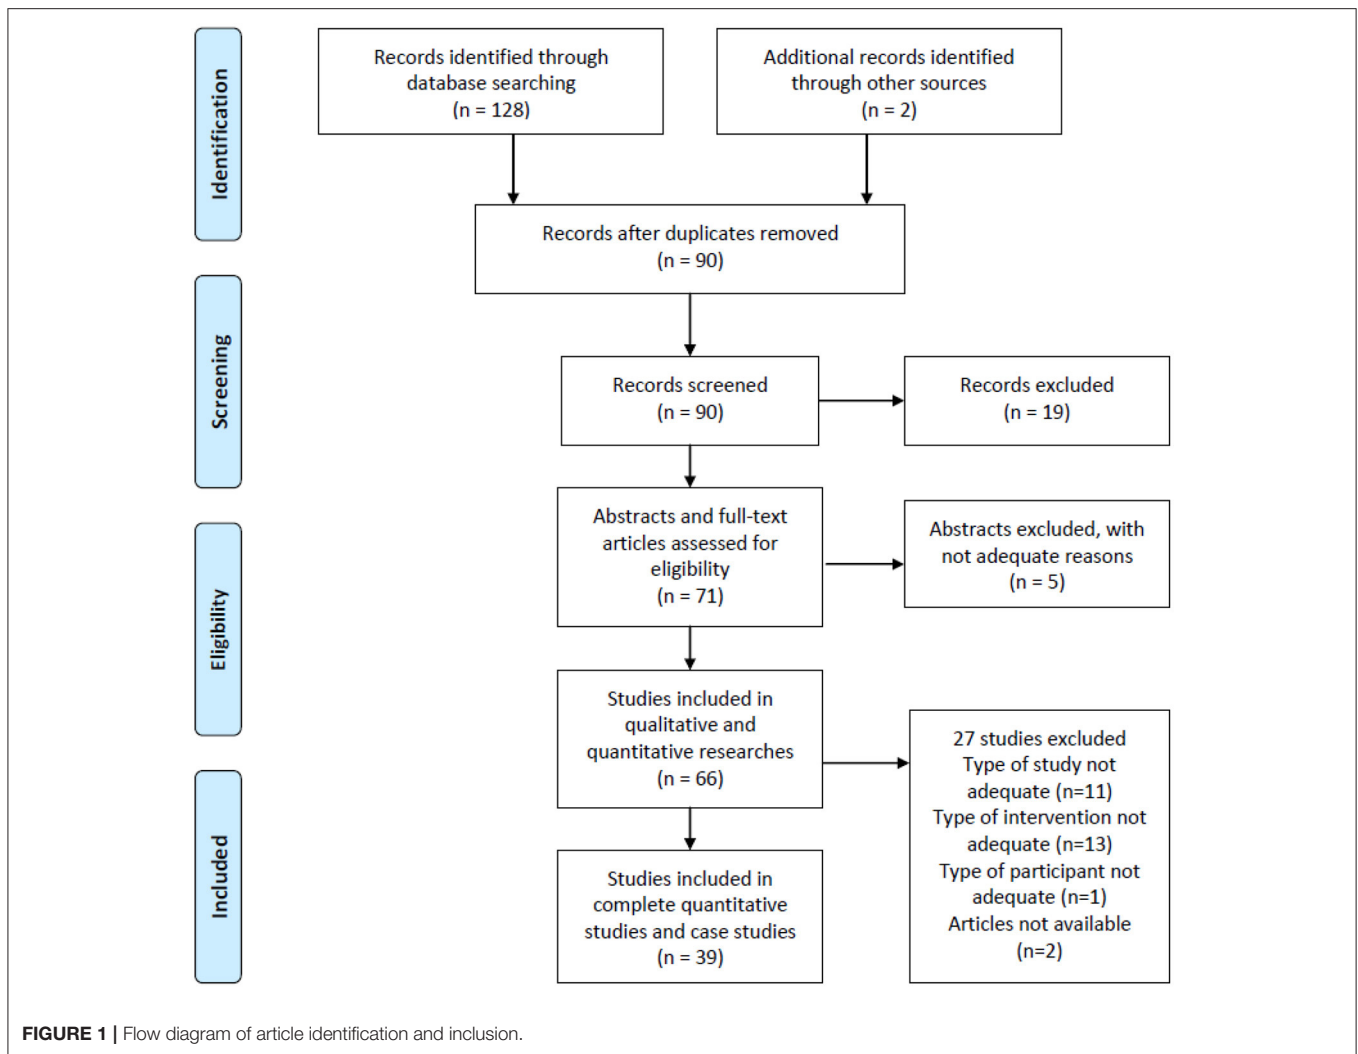 Identification
Records identified through
database searching
(n = 128)
Additional records identified
through other sources
(n = 2)
Records after duplicates removed
(n = 90)
Screening
Records screened
(n = 90)
Records excluded
(n = 19)
Eligibility
Abstracts and full-text
articles assessed for
eligibility
(n = 71)
Abstracts excluded, with
not adequate reasons
(n = 5)
Studies included in
qualitative and
quantitative researches
(n = 66)
27 studies excluded
Type of study not
adequate (n=11)
Type of intervention not
adequate (n=13)
Type of participant not
adequate (n=1)
Articles not available
(n=2)
Included
Studies included in
complete quantitative
studies and case studies
(n = 39)
FIGURE 1 | Flow diagram of article identification and inclusion.